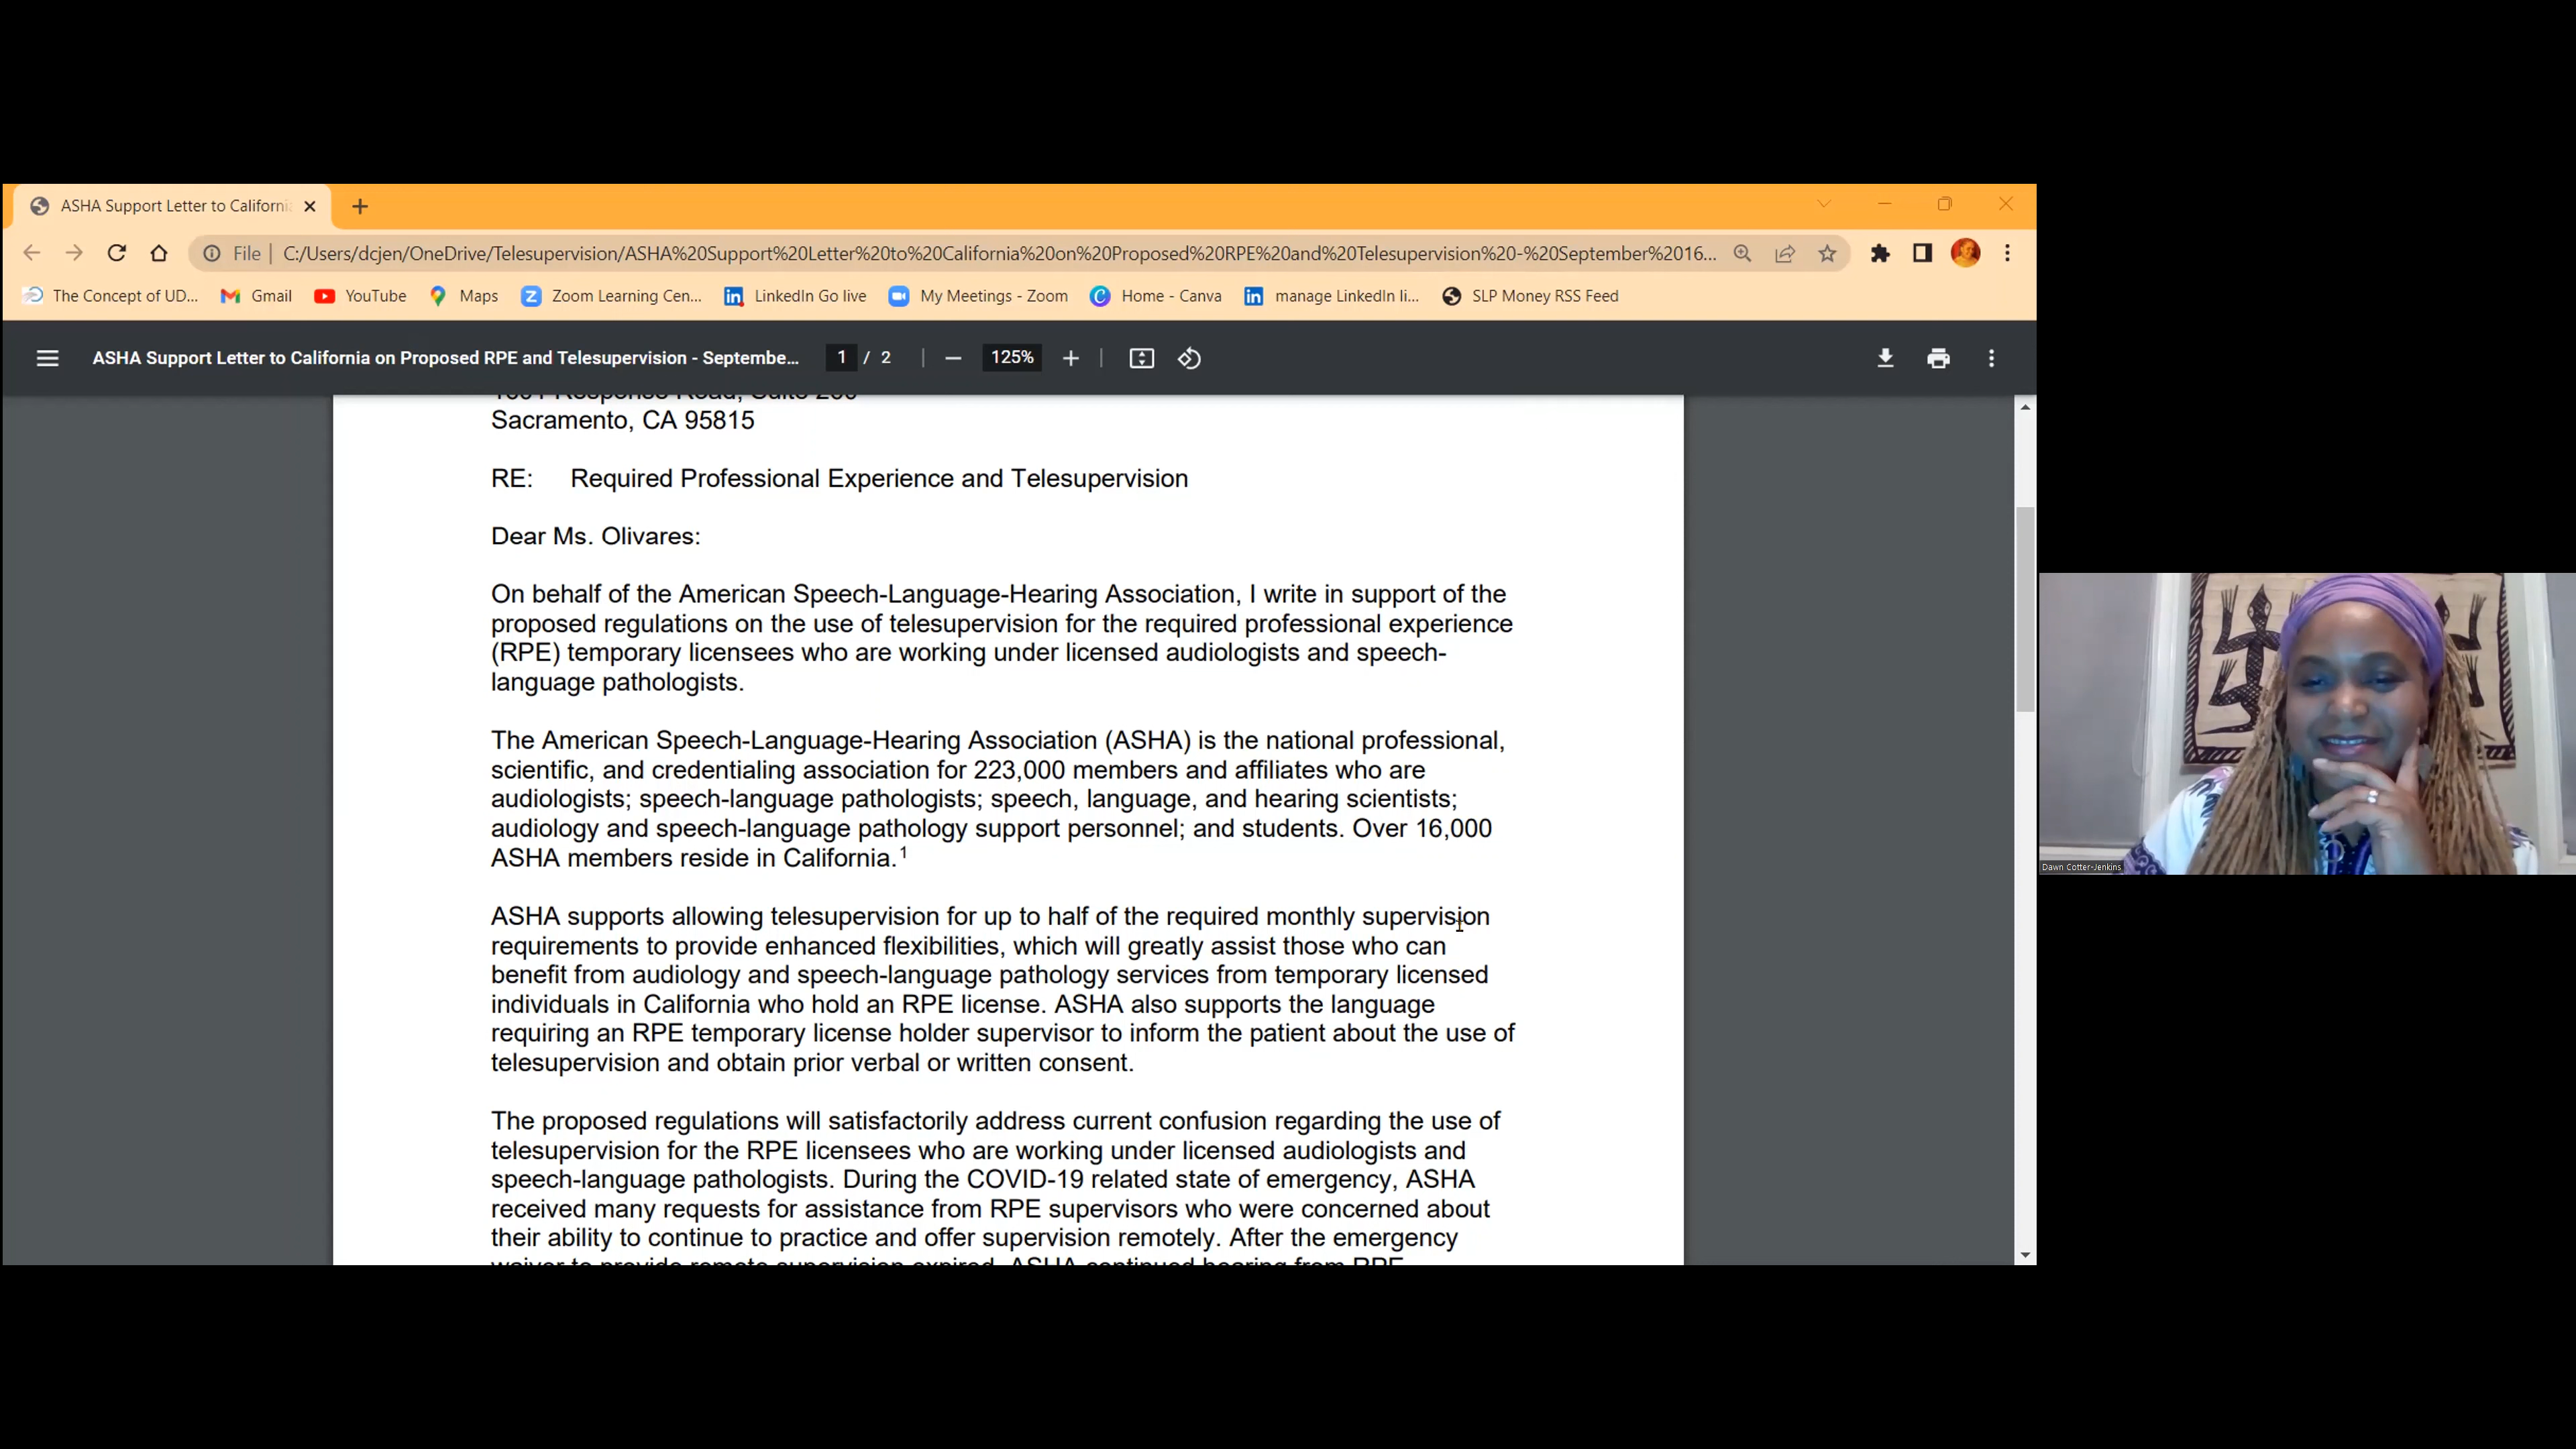 ASHA Support Letter to Californi
File
C:/Users/dcjen/OneDrive/Telesupervision/ASHA%20Support%20Letter%20to%20California%20on%20Proposed%20RPE%20and%20Telesupervision%20-%20September%2016...
The Concept of UD... Gmail YouTube Maps Zoom Learning Cen... LinkedIn Go live My Meetings - Zoom Home - Canva manage LinkedIn li... SLP Money RSS Feed
ASHA Support Letter to California on Proposed RPE and Telesupervision - Septembe... 1 / 2 125%
Sacramento, CA 95815
RE: Required Professional Experience and Telesupervision
Dear Ms. Olivares:
On behalf of the American Speech-Language-Hearing Association, I write in support of the
proposed regulations on the use of telesupervision for the required professional experience
(RPE) temporary licensees who are working under licensed audiologists and speech-
language pathologists.
The American Speech-Language-Hearing Association (ASHA) is the national professional,
scientific, and credentialing association for 223,000 members and affiliates who are
audiologists; speech-language pathologists; speech, language, and hearing scientists;
audiology and speech-language pathology support personnel; and students. Over 16,000
ASHA members reside in California.¹
ASHA supports allowing telesupervision for up to half of the required monthly supervision
requirements to provide enhanced flexibilities, which will greatly assist those who can
benefit from audiology and speech-language pathology services from temporary licensed
individuals in California who hold an RPE license. ASHA also supports the language
requiring an RPE temporary license holder supervisor to inform the patient about the use of
telesupervision and obtain prior verbal or written consent.
The proposed regulations will satisfactorily address current confusion regarding the use of
telesupervision for the RPE licensees who are working under licensed audiologists and
speech-language pathologists. During the COVID-19 related state of emergency, ASHA
received many requests for assistance from RPE supervisors who were concerned about
their ability to continue to practice and offer supervision remotely. After the emergency
waiver to provide remote supervision expired, ASHA continued hearing from RPE
Dawn Cotter-Jenkins